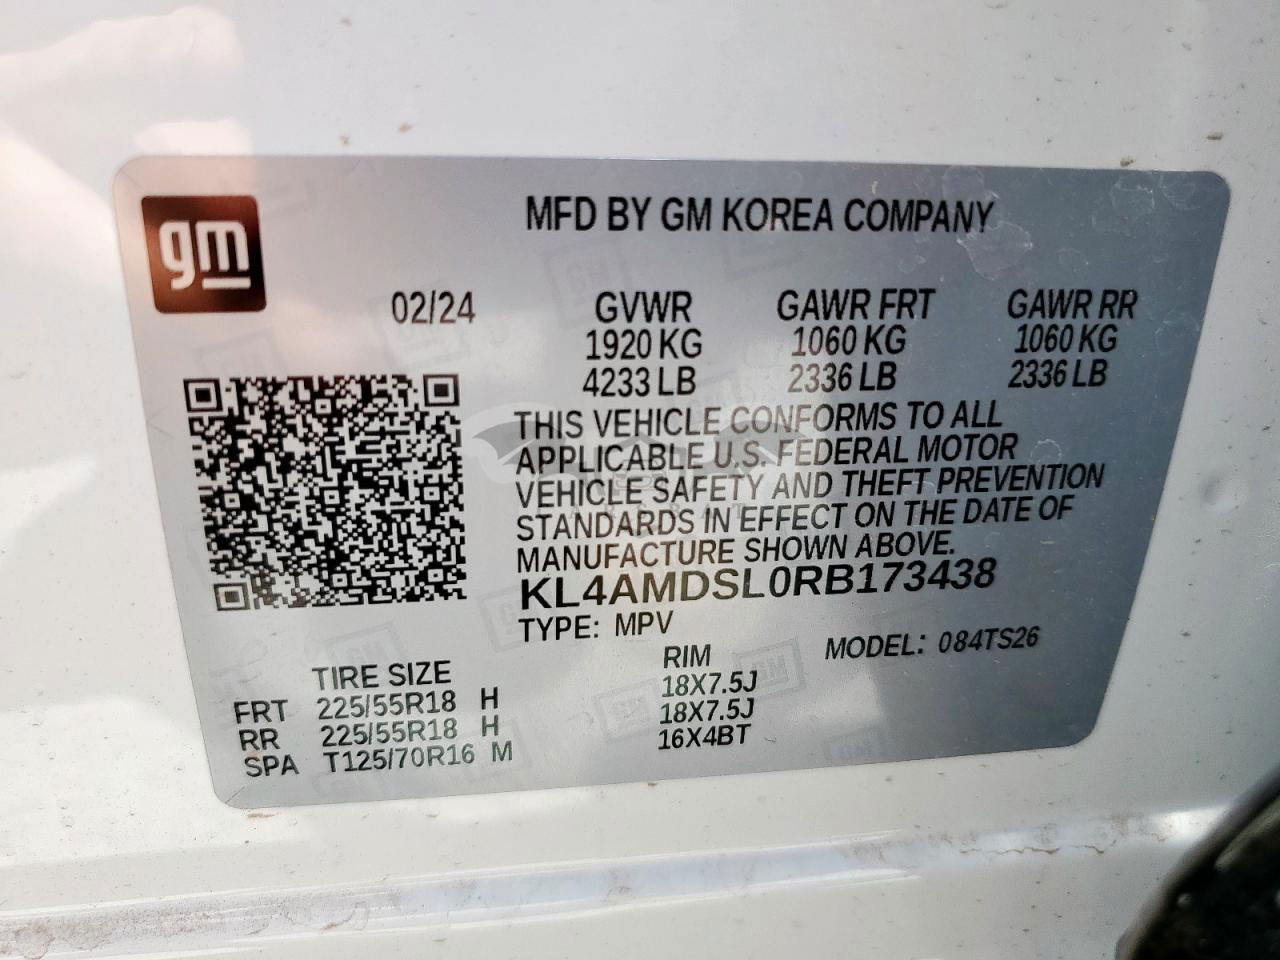 gm
MFD BY GM KOREA COMPANY
02/24
GVWR GAWR FRT GAWR RR
1920 KG 1060 KG 1060 KG
4233 LB 2336 LB 2336 LB
THIS VEHICLE CONFORMS TO ALL
APPLICABLE U.S. FEDERAL MOTOR
VEHICLE SAFETY AND THEFT PREVENTION
STANDARDS IN EFFECT ON THE DATE OF
MANUFACTURE SHOWN ABOVE.
KL4AMDSL0RB173438
TYPE: MPV
MODEL: 084TS26
TIRE SIZE RIM
FRT 225/55R18 H 18X7.5J
RR 225/55R18 H 18X7.5J
SPA T125/70R16 M 16X4BT